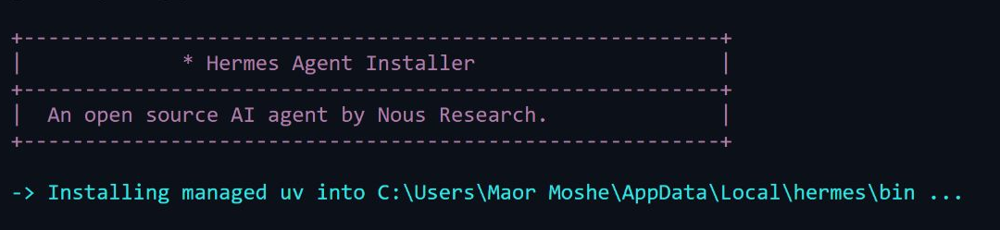 * Hermes Agent Installer
An open source AI agent by Nous Research.
-> Installing managed uv into C:\Users\Maor Moshe\AppData\Local\hermes\bin ...